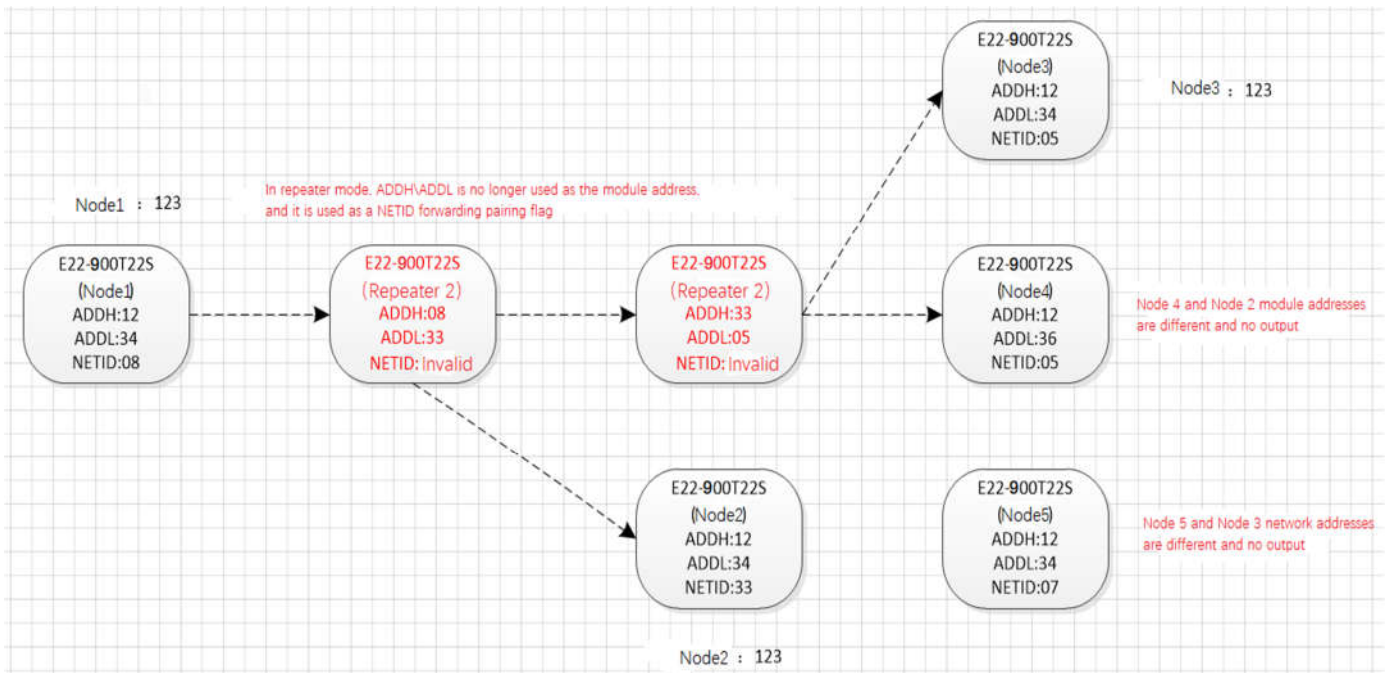 E22-900T22S
(Node3)
ADDH:12
ADDL:34
NETID:05
Node3 : 123
Node1 : 123
In repeater mode, ADDH\ADDL is no longer used as the module address,
and it is used as a NETID forwarding pairing flag
E22-900T22S
(Node1)
ADDH:12
ADDL:34
NETID:08
E22-900T22S
(Repeater 2)
ADDH:08
ADDL:33
NETID: Invalid
E22-900T22S
(Repeater 2)
ADDH:33
ADDL:05
NETID: Invalid
E22-900T22S
(Node4)
ADDH:12
ADDL:36
NETID:05
Node 4 and Node 2 module addresses
are different and no output
E22-900T22S
(Node2)
ADDH:12
ADDL:34
NETID:33
E22-900T22S
(Node5)
ADDH:12
ADDL:34
NETID:07
Node 5 and Node 3 network addresses
are different and no output
Node2 : 123